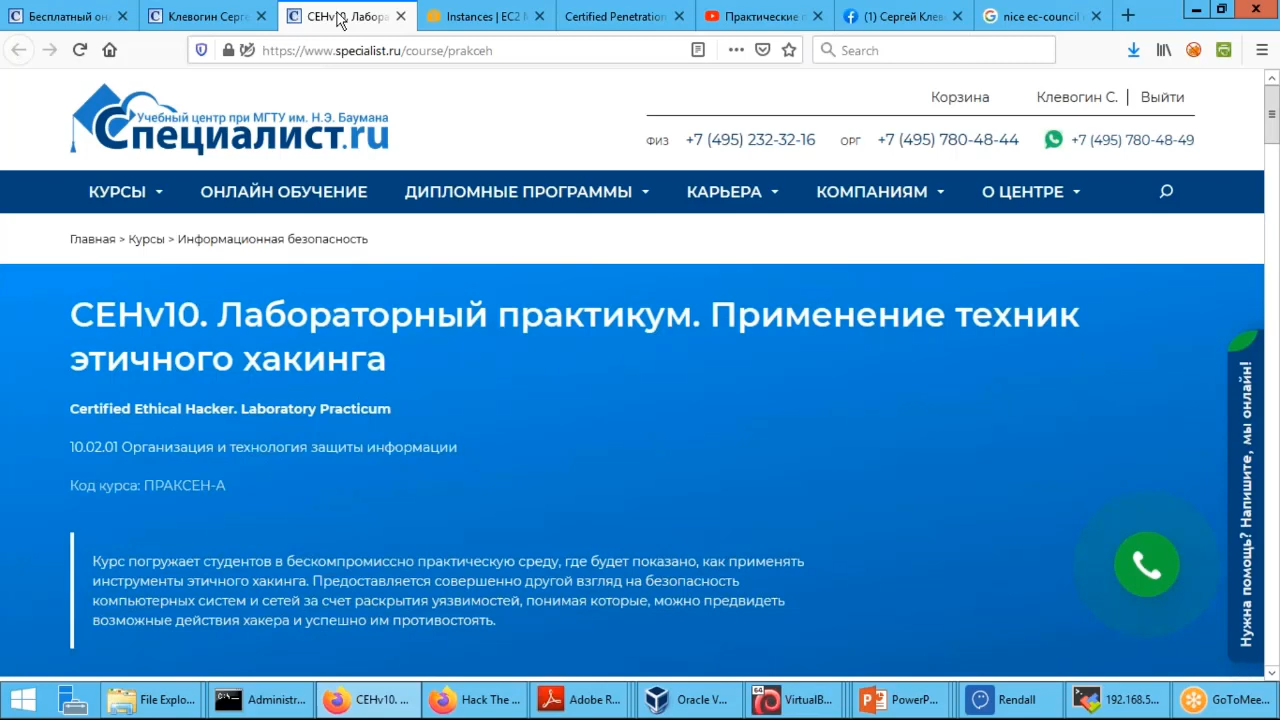 Бесплатный он
Клевогин Серг
CEHv10. Лабора
Instances | EC2 M
Certified Penetration
Практические п
(1) Сергей Клев
nice ec-council c
https://www.specialist.ru/course/prakceh
Search
Учебный центр при МГТУ им. Н.Э. Баумана
Специалист.ru
Корзина
Клевогин С.
Выйти
ФИЗ +7 (495) 232-32-16 ОРГ +7 (495) 780-48-44 +7 (495) 780-48-49
КУРСЫ ОНЛАЙН ОБУЧЕНИЕ ДИПЛОМНЫЕ ПРОГРАММЫ КАРЬЕРА КОМПАНИЯМ О ЦЕНТРЕ
Главная > Курсы > Информационная безопасность
CEHv10. Лабораторный практикум. Применение техник
этичного хакинга
Certified Ethical Hacker. Laboratory Practicum
10.02.01 Организация и технология защиты информации
Код курса: ПРАКСЕН-А
Курс погружает студентов в бескомпромиссно практическую среду, где будет показано, как применять
инструменты этичного хакинга. Предоставляется совершенно другой взгляд на безопасность
компьютерных систем и сетей за счет раскрытия уязвимостей, понимая которые, можно предвидеть
возможные действия хакера и успешно им противостоять.
Нужна помощь? Напишите, мы онлайн!
File Explo...
Administr...
CEHv10. ...
Hack The ...
Adobe R...
Oracle V...
64
VirtualB...
PowerP...
Rendall
192.168.5...
GoToMee...